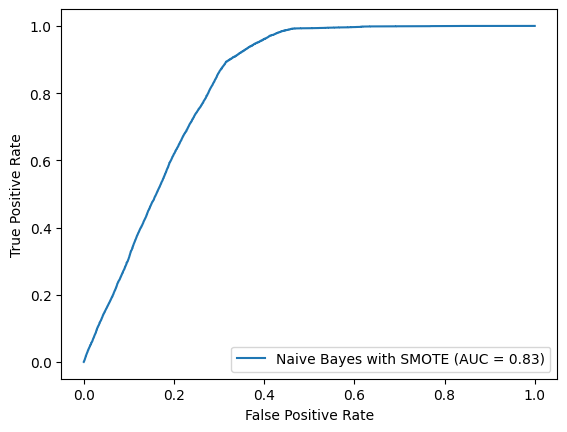 1.0
0.8
0.6
0.4
0.2
0.0
True Positive Rate
Naive Bayes with SMOTE (AUC = 0.83)
0.0 0.2 0.4 0.6 0.8 1.0
False Positive Rate